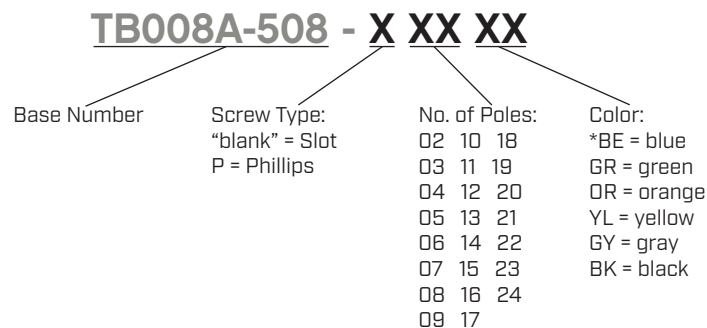 TB008A-508 - X XX XX
Base Number
Screw Type:
“blank” = Slot
P = Phillips
No. of Poles:
02 10 18
03 11 19
04 12 20
05 13 21
06 14 22
07 15 23
08 16 24
09 17
Color:
*BE = blue
GR = green
OR = orange
YL = yellow
GY = gray
BK = black